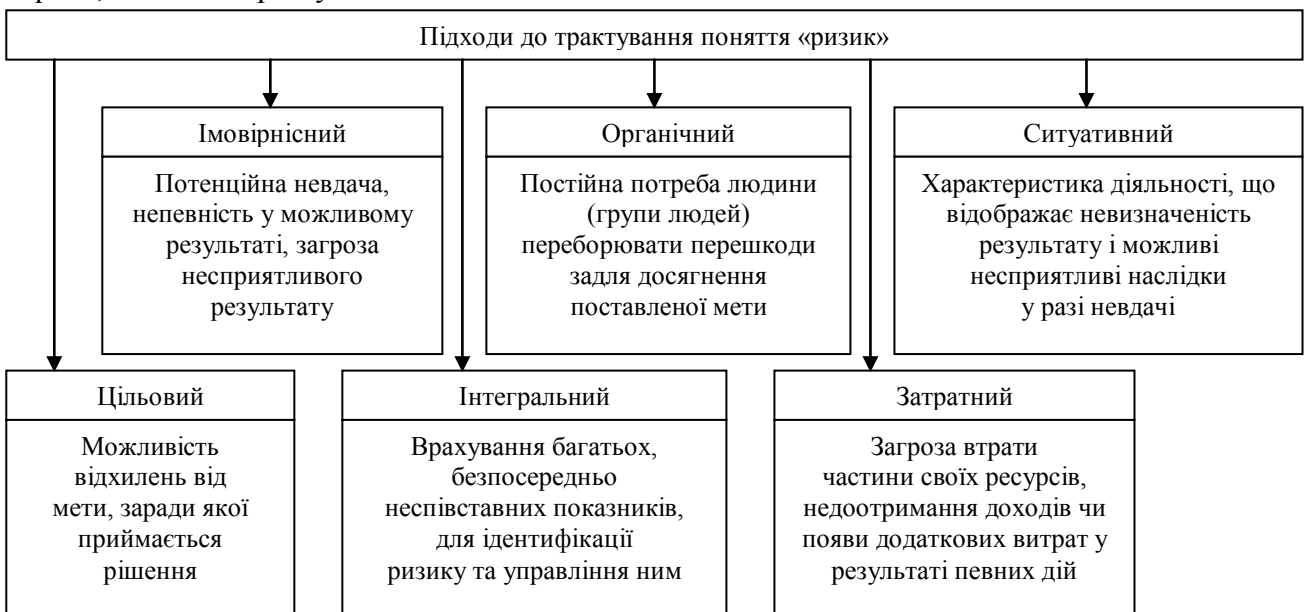 Підходи до трактування поняття «ризик»
Імовірнісний
Потенційна невдача,
непевність у можливому
результаті, загроза
несприятливого
результату
Органічний
Постійна потреба людини
(групи людей)
переборювати перешкоди
задля досягнення
поставленої мети
Ситуативний
Характеристика діяльності, що
відображає невизначеність
результату і можливі
несприятливі наслідки
у разі невдачі
Цільовий
Можливість
відхилень від
мети, заради якої
приймається
рішення
Інтегральний
Врахування багатьох,
безпосередньо
неспівставних показників,
для ідентифікації
ризику та управління ним
Затратний
Загроза втрати
частини своїх ресурсів,
недоотримання доходів чи
появи додаткових витрат у
результаті певних дій